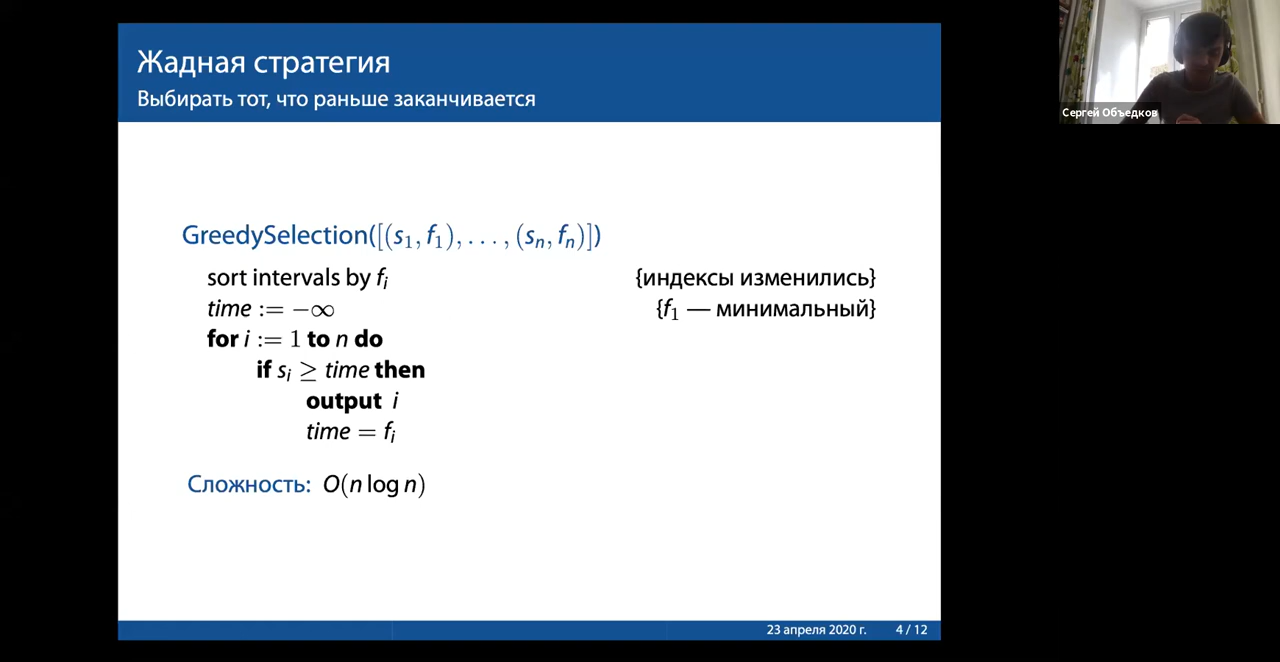 Жадная стратегия
Выбирать тот, что раньше заканчивается
GreedySelection([(s₁, f₁), . . . , (sₙ, fₙ)])
sort intervals by fᵢ {индексы изменились}
time := −∞ {f₁ — минимальный}
for i := 1 to n do
if sᵢ ≥ time then
output i
time = fᵢ
Сложность: O(n log n)
23 апреля 2020 г. 4 / 12
Сергей Объедков